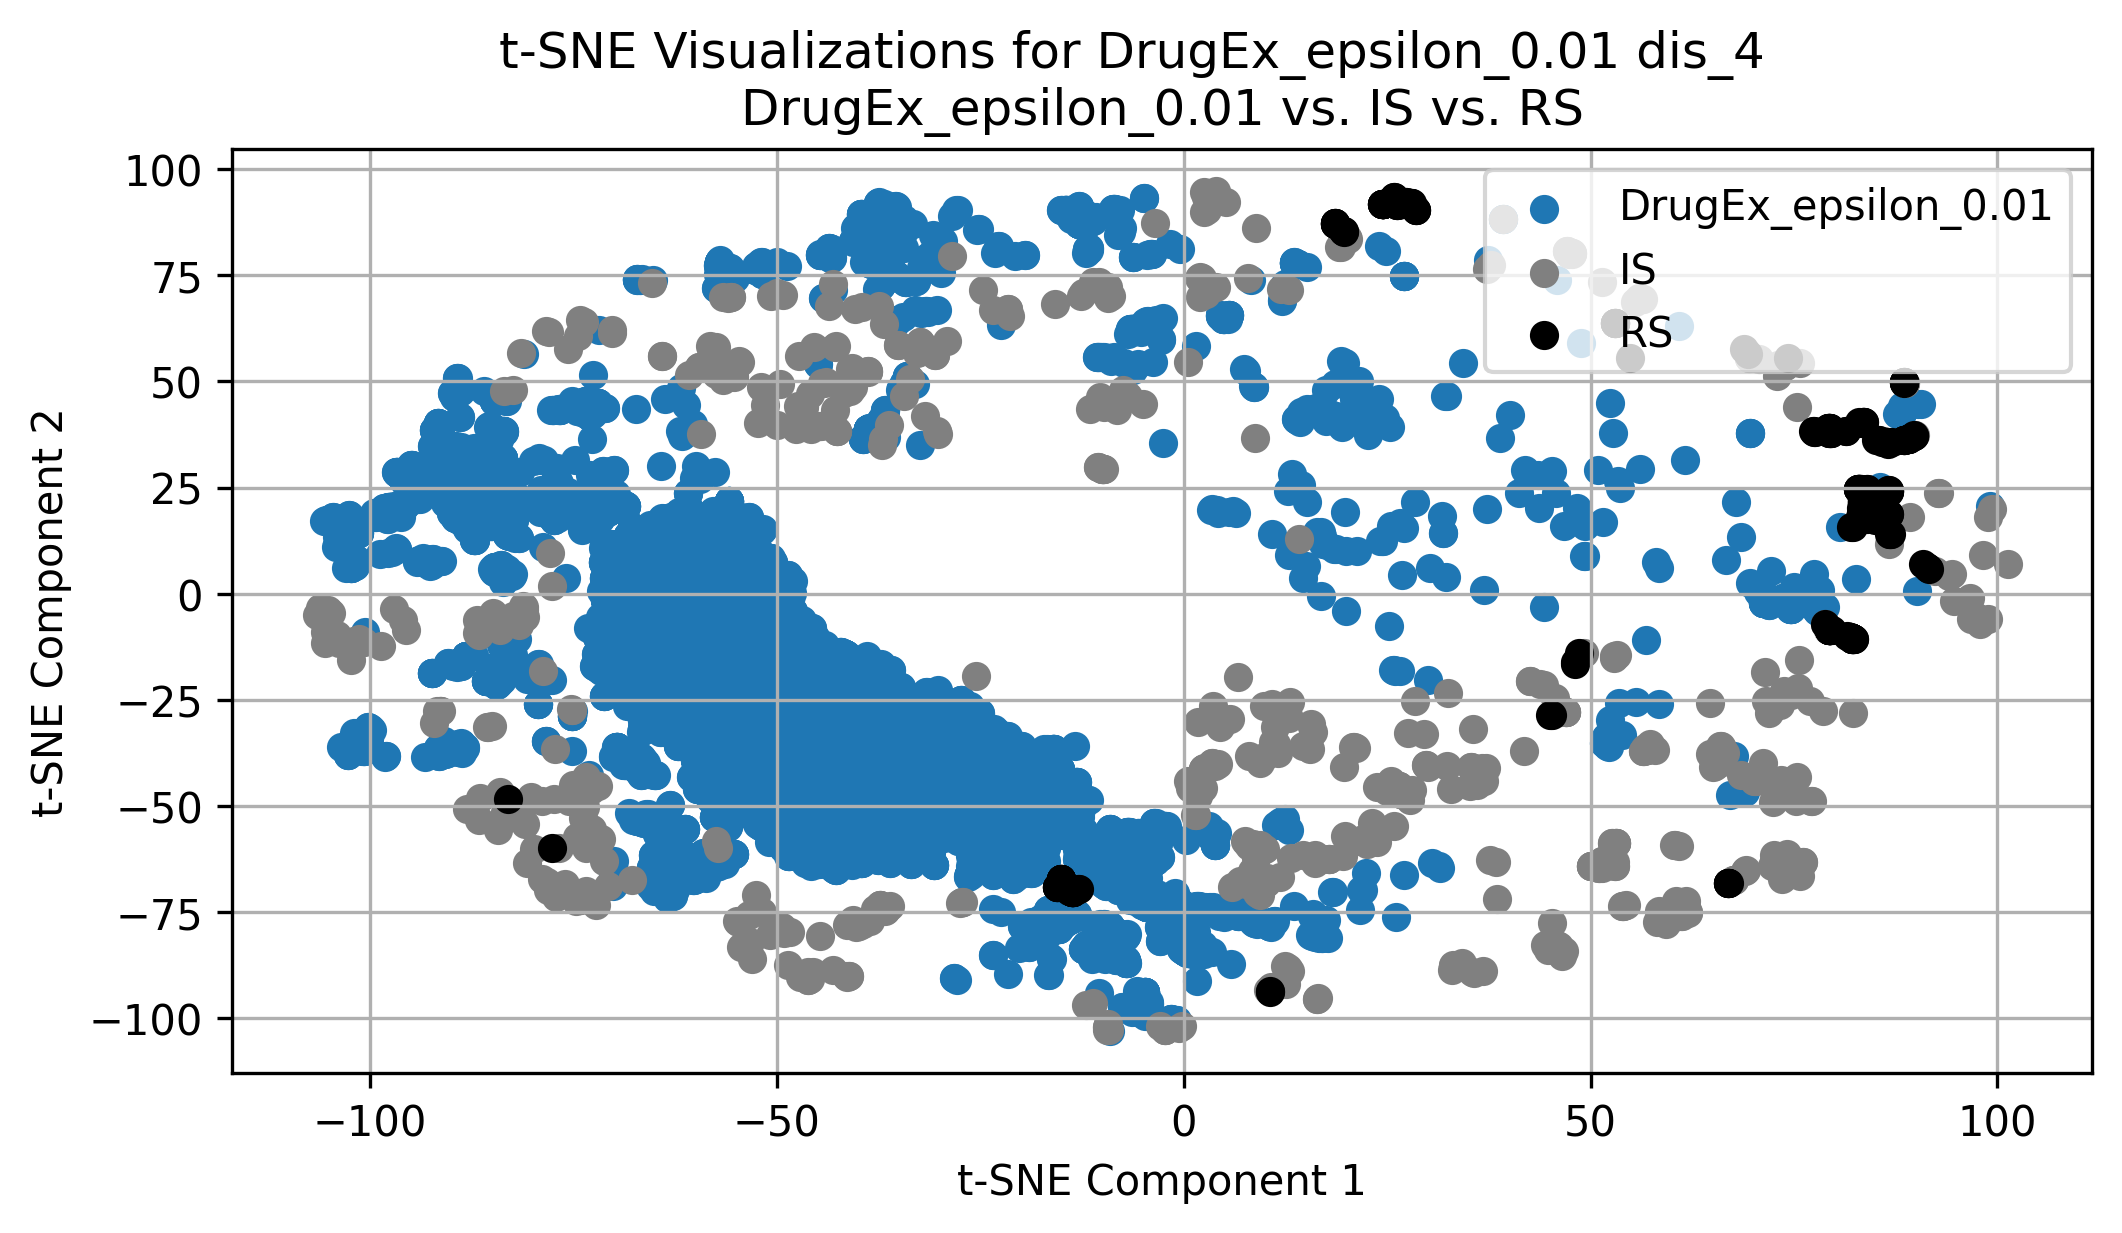 t-SNE Visualizations for DrugEx_epsilon_0.01 dis_4
DrugEx_epsilon_0.01 vs. IS vs. RS
DrugEx_epsilon_0.01
IS
RS
t-SNE Component 2
100
75
50
25
0
−25
−50
−75
−100
−100
−50
0
50
100
t-SNE Component 1